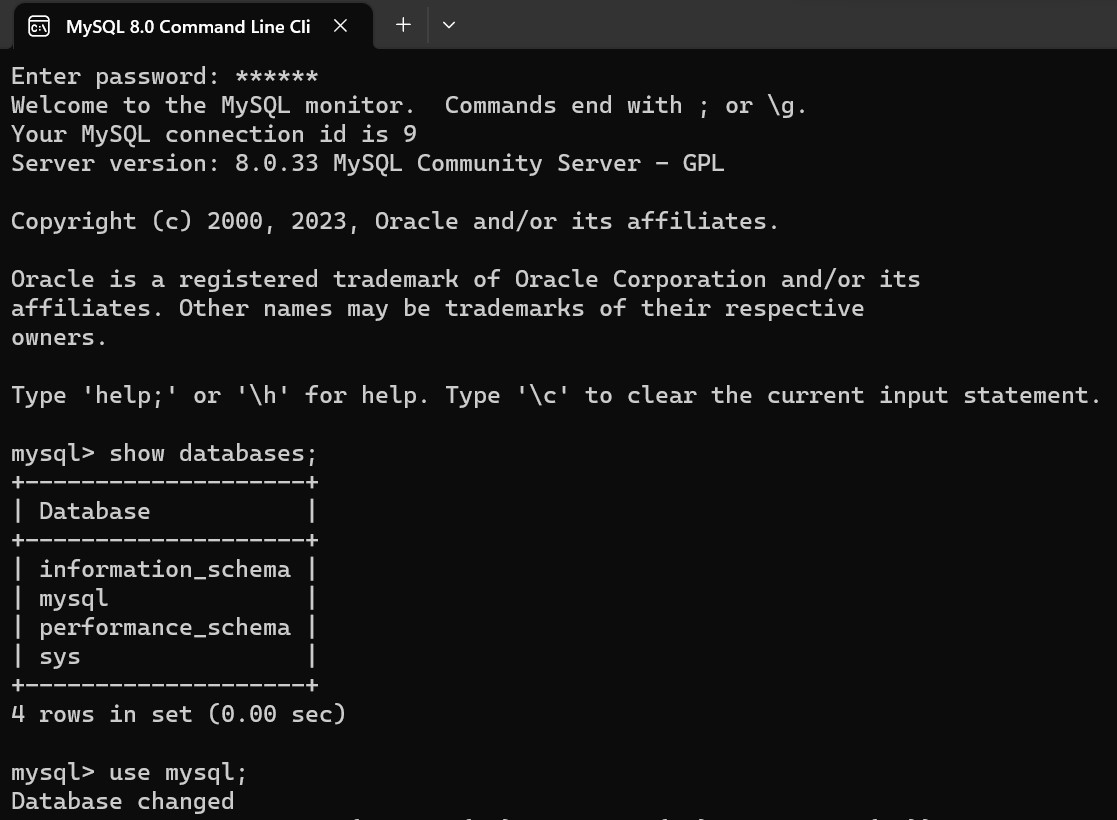 MySQL 8.0 Command Line Cli
Enter password: ******
Welcome to the MySQL monitor.  Commands end with ; or \g.
Your MySQL connection id is 9
Server version: 8.0.33 MySQL Community Server - GPL
Copyright (c) 2000, 2023, Oracle and/or its affiliates.
Oracle is a registered trademark of Oracle Corporation and/or its
affiliates. Other names may be trademarks of their respective
owners.
Type 'help;' or '\h' for help. Type '\c' to clear the current input statement.
mysql> show databases;
+--------------------+
| Database           |
+--------------------+
| information_schema |
| mysql              |
| performance_schema |
| sys                |
+--------------------+
4 rows in set (0.00 sec)
mysql> use mysql;
Database changed